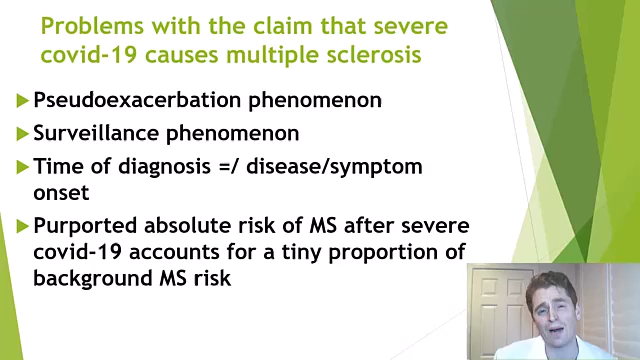 Problems with the claim that severe
covid-19 causes multiple sclerosis
Pseudoexacerbation phenomenon
Surveillance phenomenon
Time of diagnosis =/ disease/symptom
onset
Purported absolute risk of MS after severe
covid-19 accounts for a tiny proportion of
background MS risk